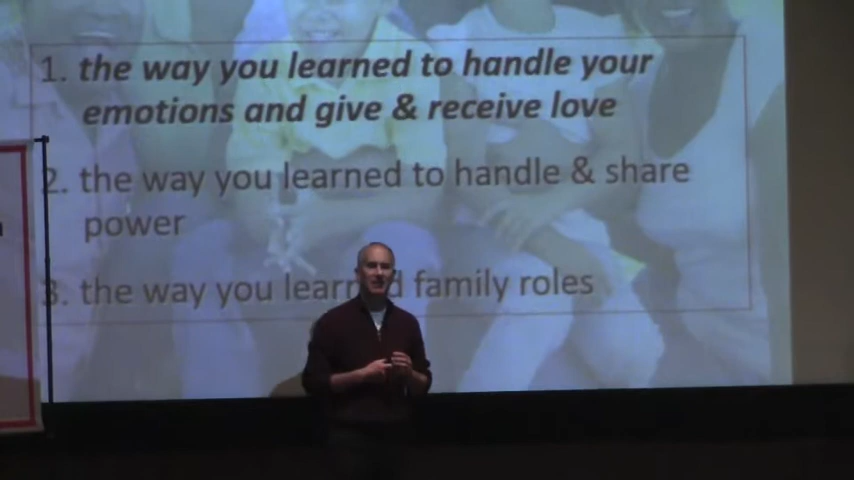 1. the way you learned to handle your
emotions and give & receive love
2. the way you learned to handle & share
power
3. the way you learned family roles